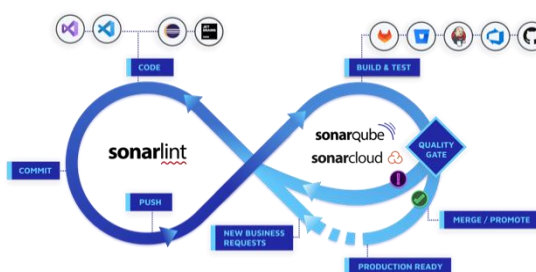 CODE
BUILD & TEST
sonarlint
sonarqube
sonarcloud
QUALITY
GATE
COMMIT
PUSH
MERGE / PROMOTE
NEW BUSINESS
REQUESTS
PRODUCTION READY